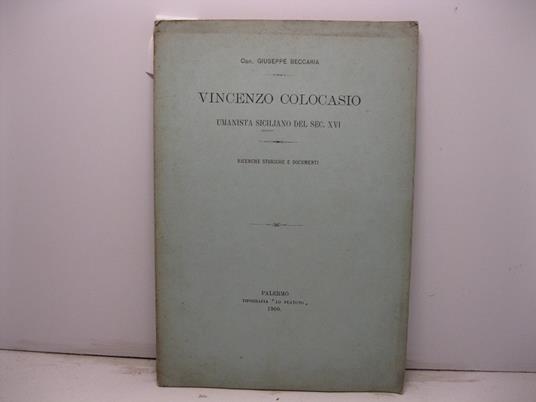 Can. GIUSEPPE BECCARIA
VINCENZO COLOCASIO
UMANISTA SICILIANO DEL SEC. XVI
RICERCHE STORICHE E DOCUMENTI
PALERMO
TIPOGRAFIA "LO STATUTO„
1900.